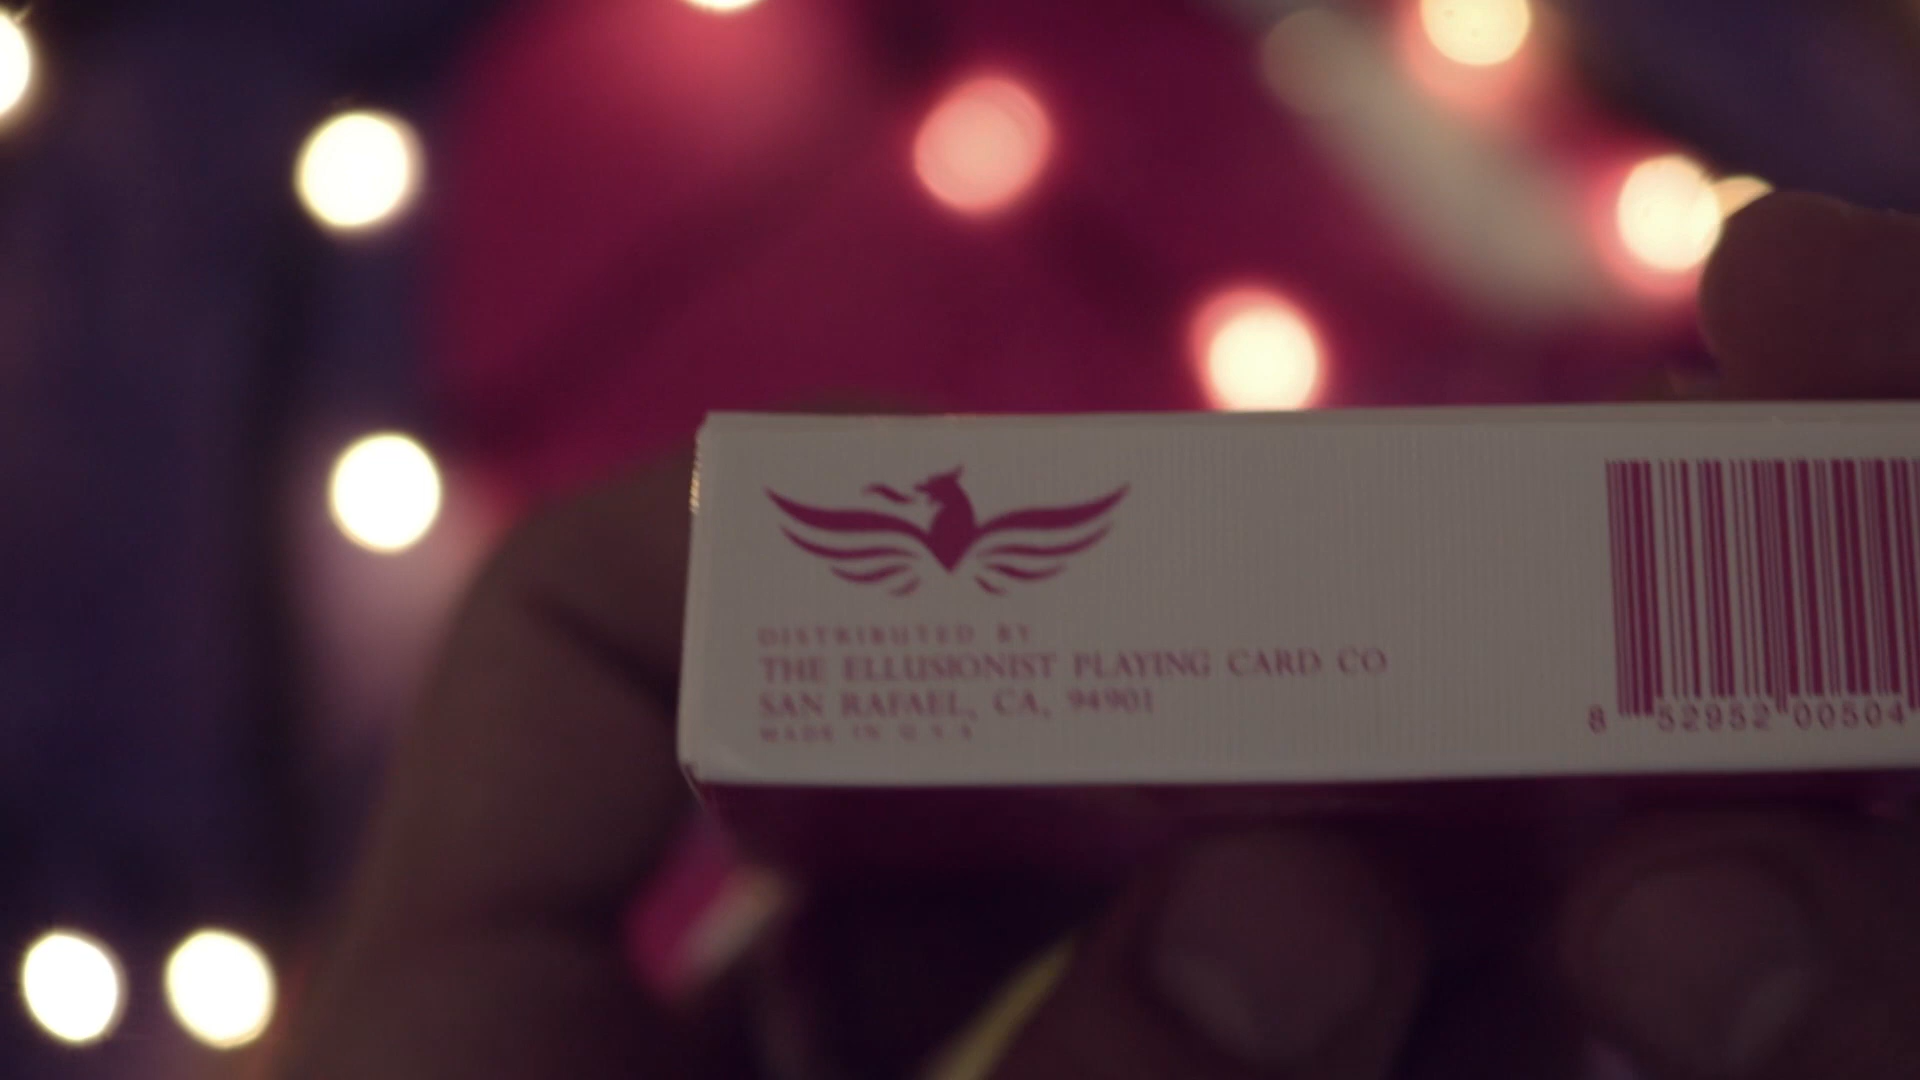 DISTRIBUTED BY
THE ELLUSIONIST PLAYING CARD CO
SAN RAFAEL, CA, 94901
MADE IN U.S.A
8 52952 00504